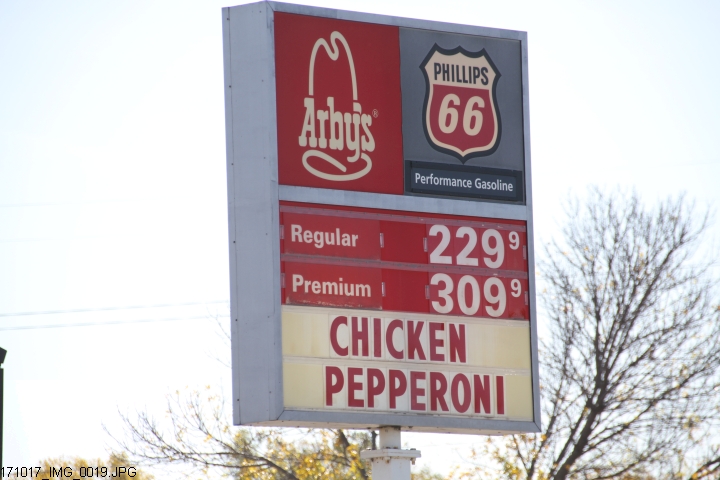 Arby's®
PHILLIPS
66
Performance Gasoline
Regular 229 9
Premium 309 9
CHICKEN
PEPPERONI
171017_IMG_0019.JPG